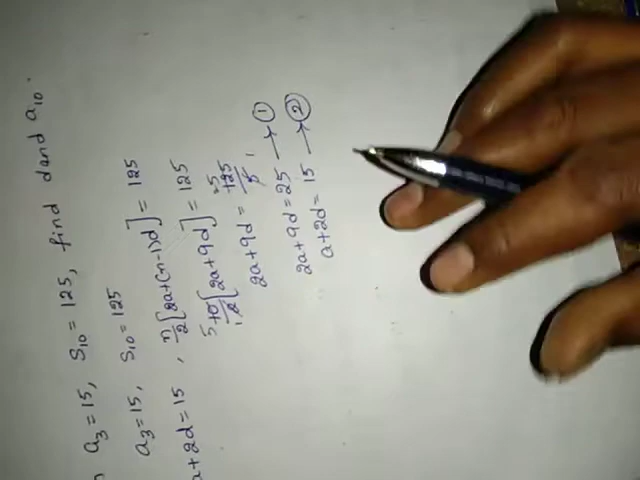 a₃ = 15, S₁₀ = 125, find d and a₁₀.
a₃ = 15, S₁₀ = 125
a + 2d = 15, n/2 [2a + (n-1)d] = 125
10/2 [2a + 9d] = 125
2a + 9d = 125/5
2a + 9d = 25 → ①
a + 2d = 15 → ②